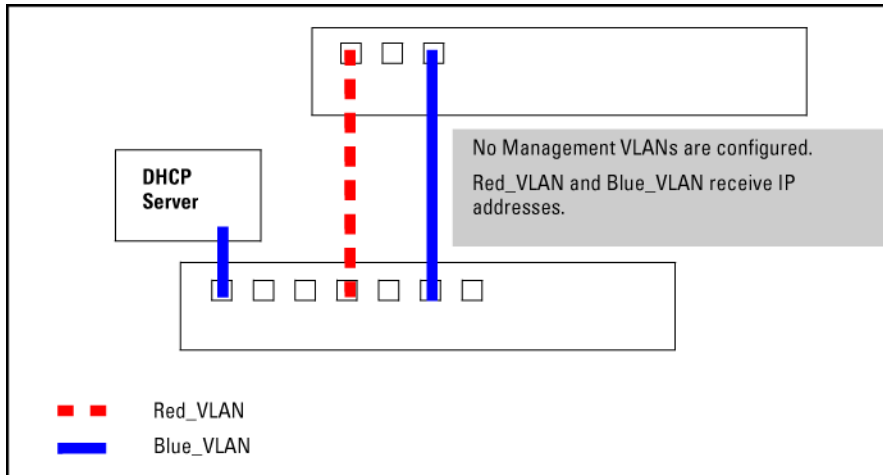 No Management VLANs are configured.
Red_VLAN and Blue_VLAN receive IP
addresses.
DHCP
Server
Red_VLAN
Blue_VLAN